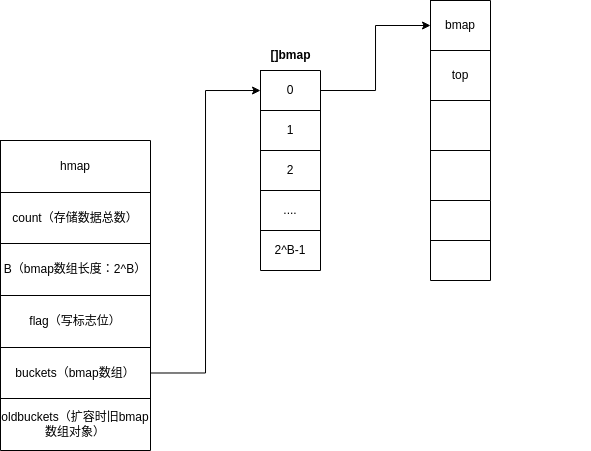 hmap
count（存储数据总数）
B（bmap数组长度：2^B）
flag（写标志位）
buckets（bmap数组）
oldbuckets（扩容时旧bmap
数组对象）
[]bmap
0
1
2
....
2^B-1
bmap
top